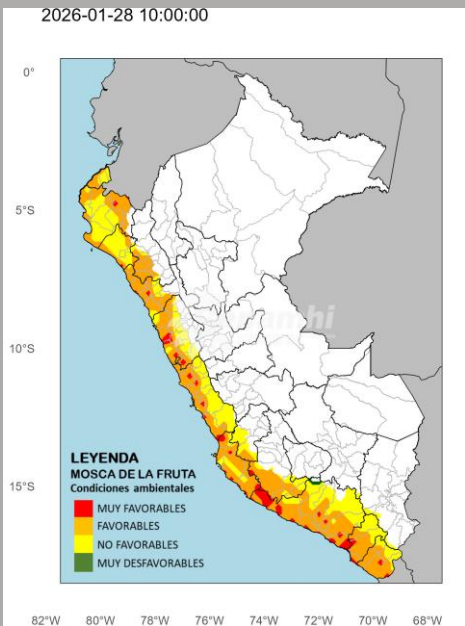 2026-01-28 10:00:00
0°
5°S
10°S
15°S
LEYENDA
MOSCA DE LA FRUTA
Condiciones ambientales
MUY FAVORABLES
FAVORABLES
NO FAVORABLES
MUY DESFAVORABLES
82°W 80°W 78°W 76°W 74°W 72°W 70°W 68°W